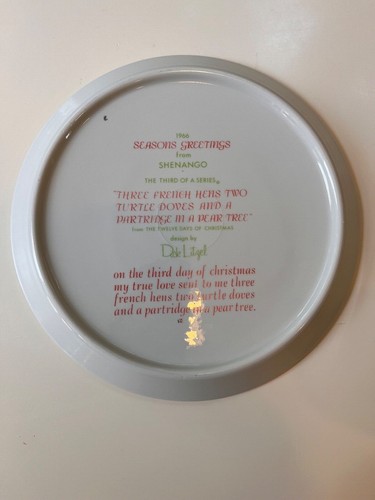 1966
SEASONS GREETINGS
from
SHENANGO
THE THIRD OF A SERIES
"THREE FRENCH HENS TWO
TURTLE DOVES AND A
PARTRIDGE IN A PEAR TREE"
from THE TWELVE DAYS OF CHRISTMAS
design by
on the third day of christmas
my true love sent to me three
french hens two turtle doves
and a partridge in a pear tree.